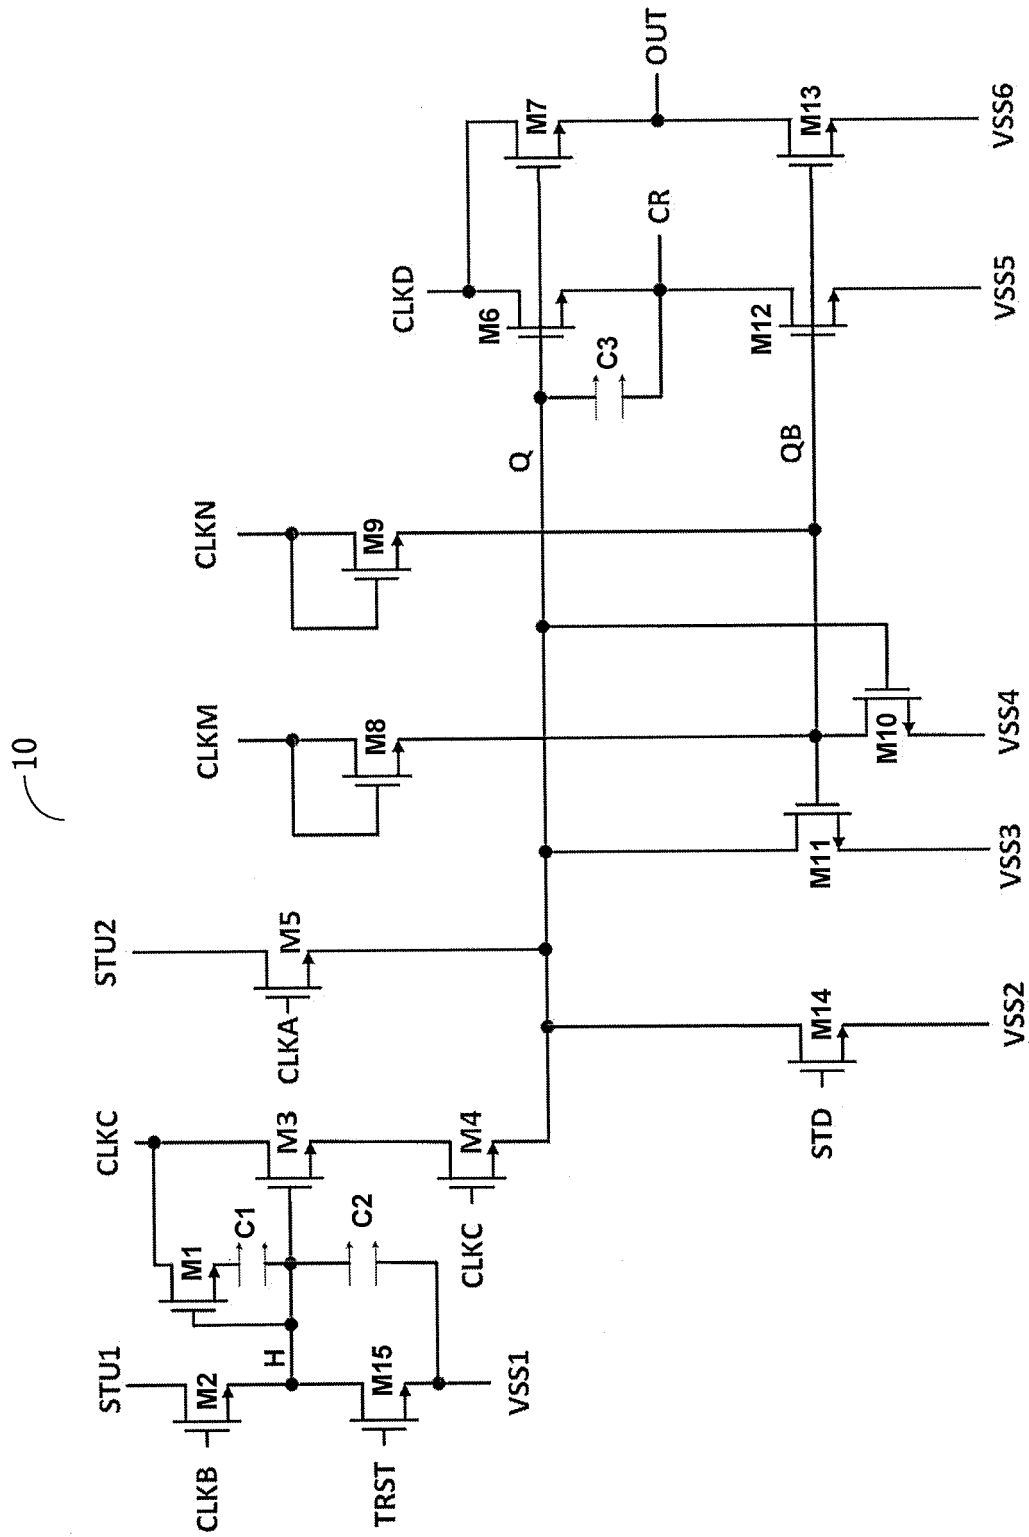 10
STU1
CLKB
M2
H
TRST
M15
VSS1
M1
C1
C2
CLKC
M3
CLKC
M4
STU2
CLKA
M5
STD
M14
VSS2
CLKM
M8
M11
VSS3
M10
VSS4
CLKN
M9
Q
QB
C3
CLKD
M6
CR
M12
VSS5
M7
OUT
M13
VSS6